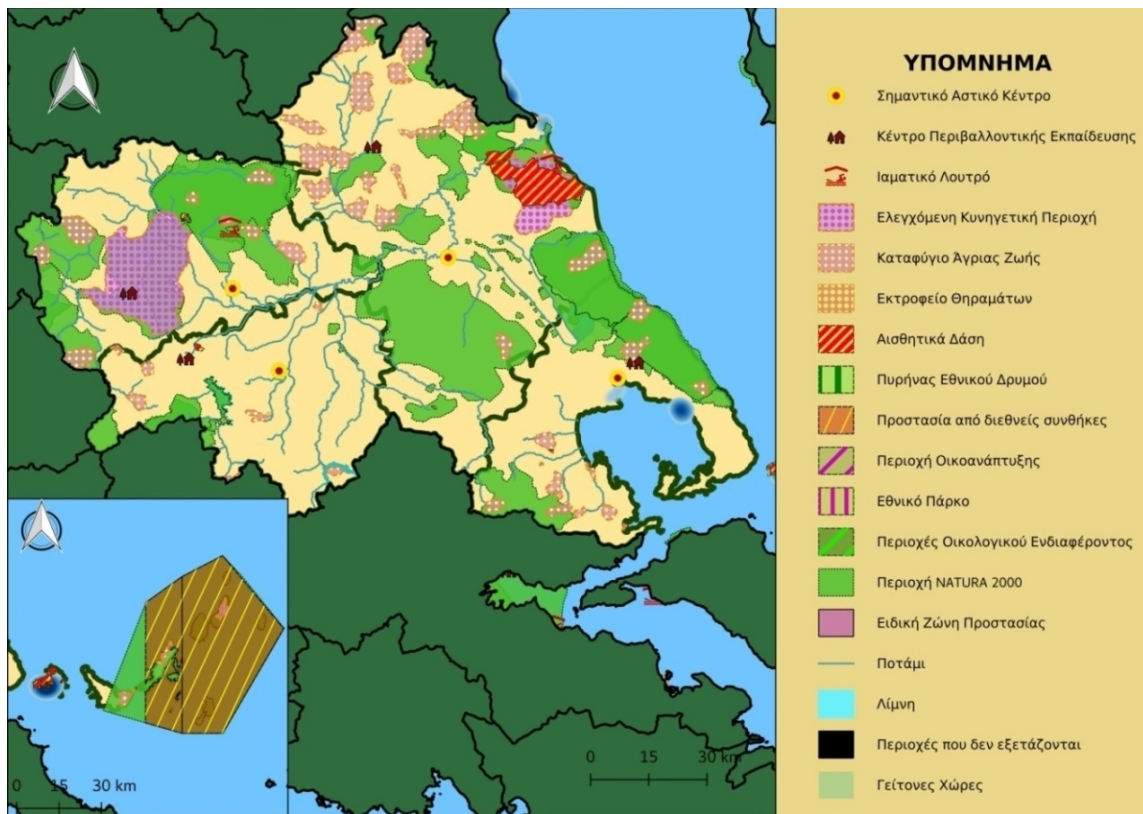 ΥΠΟΜΝΗΜΑ
Σημαντικό Αστικό Κέντρο
Κέντρο Περιβαλλοντικής Εκπαίδευσης
Ιαματικό Λουτρό
Ελεγχόμενη Κυνηγετική Περιοχή
Καταφύγιο Άγριας Ζωής
Εκτροφείο Θηραμάτων
Αισθητικά Δάση
Πυρήνας Εθνικού Δρυμού
Προστασία από διεθνείς συνθήκες
Περιοχή Οικοανάπτυξης
Εθνικό Πάρκο
Περιοχές Οικολογικού Ενδιαφέροντος
Περιοχή NATURA 2000
Ειδική Ζώνη Προστασίας
Ποτάμι
Λίμνη
Περιοχές που δεν εξετάζονται
Γείτονες Χώρες
0 15 30 km
0 15 30 km